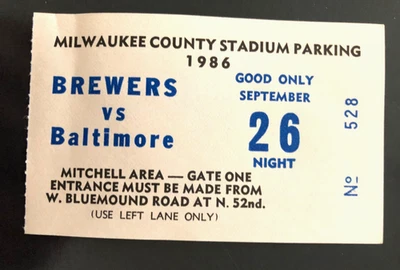 MILWAUKEE COUNTY STADIUM PARKING
1986
BREWERS
vs
Baltimore
GOOD ONLY
SEPTEMBER
26
NIGHT
MITCHELL AREA — GATE ONE
ENTRANCE MUST BE MADE FROM
W. BLUEMOUND ROAD AT N. 52nd.
(USE LEFT LANE ONLY)
Nº 528